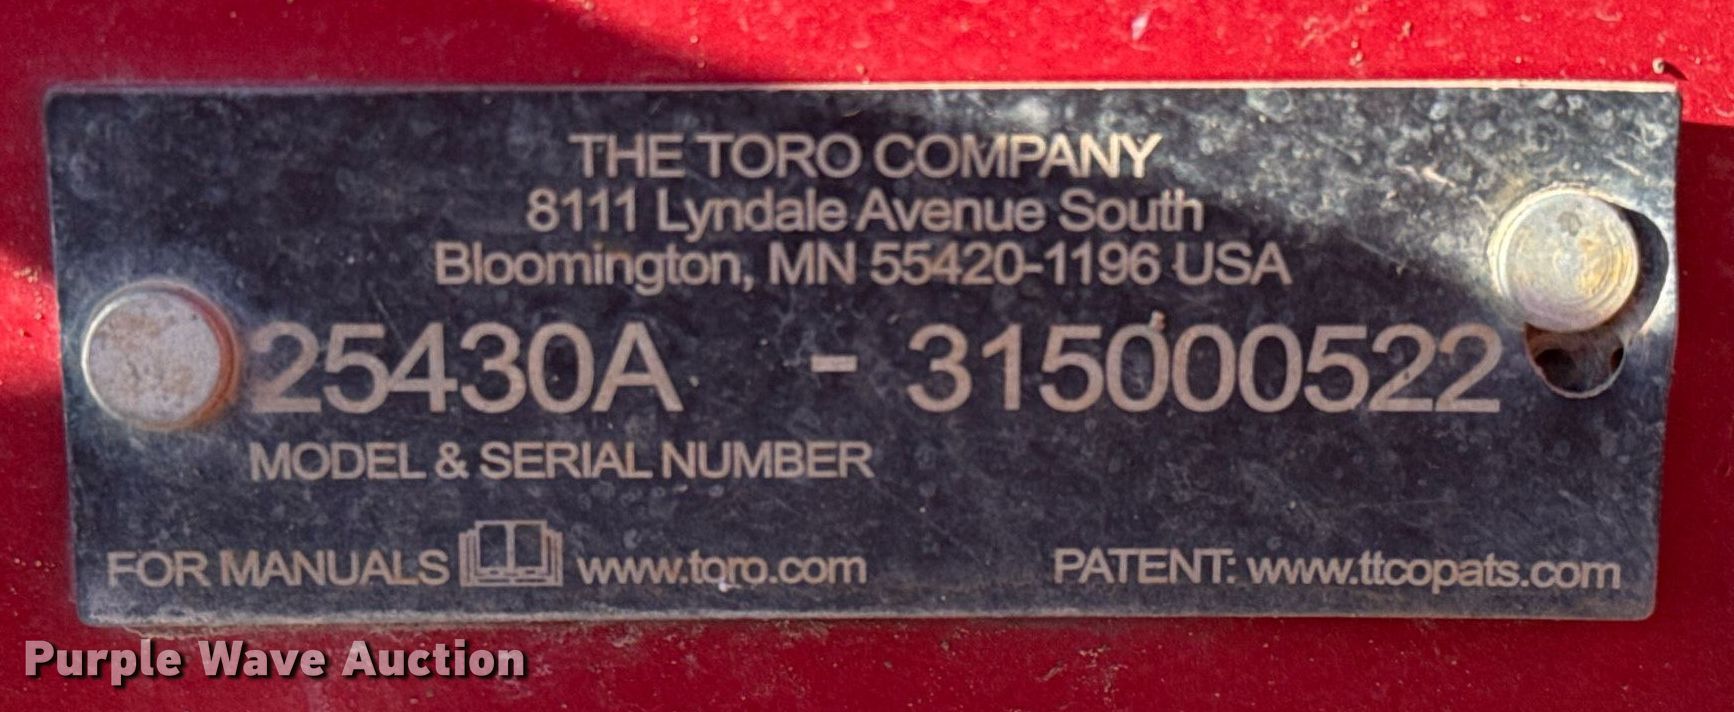 THE TORO COMPANY
8111 Lyndale Avenue South
Bloomington, MN 55420-1196 USA
25430A - 315000522
MODEL & SERIAL NUMBER
FOR MANUALS www.toro.com PATENT: www.ttcopats.com
Purple Wave Auction